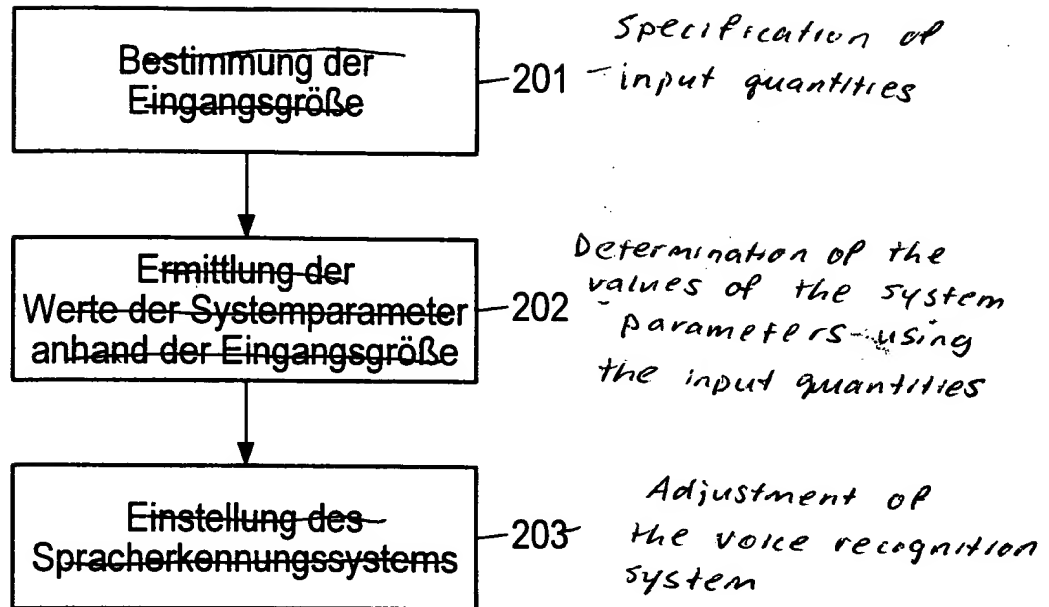 Bestimmung der
Eingangsgröße
201
Specification of
input quantities
Ermittlung der
Werte der Systemparameter
anhand der Eingangsgröße
202
Determination of the
values of the system
parameters using
the input quantities
Einstellung des
Spracherkennungssystems
203
Adjustment of
the voice recognition
system